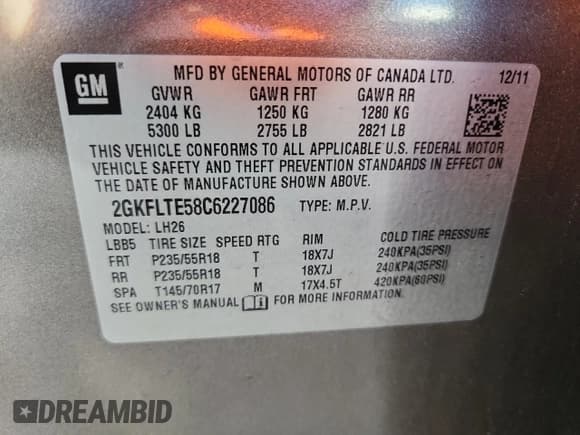 GM ® MFD BY GENERAL MOTORS OF CANADA LTD. 12/11
GVWR GAWR FRT GAWR RR
2404 KG 1250 KG 1280 KG
5300 LB 2755 LB 2821 LB
THIS VEHICLE CONFORMS TO ALL APPLICABLE U.S. FEDERAL MOTOR
VEHICLE SAFETY AND THEFT PREVENTION STANDARDS IN EFFECT ON
THE DATE OF MANUFACTURE SHOWN ABOVE.
2GKFLTE58C6227086 TYPE: M.P.V.
MODEL: LH26
LBB5 TIRE SIZE SPEED RTG RIM COLD TIRE PRESSURE
FRT P235/55R18 T 18X7J 240KPA(35PSI)
RR P235/55R18 T 18X7J 240KPA(35PSI)
SPA T145/70R17 M 17X4.5T 420KPA(60PSI)
SEE OWNER'S MANUAL FOR MORE INFORMATION.
DREAMBID